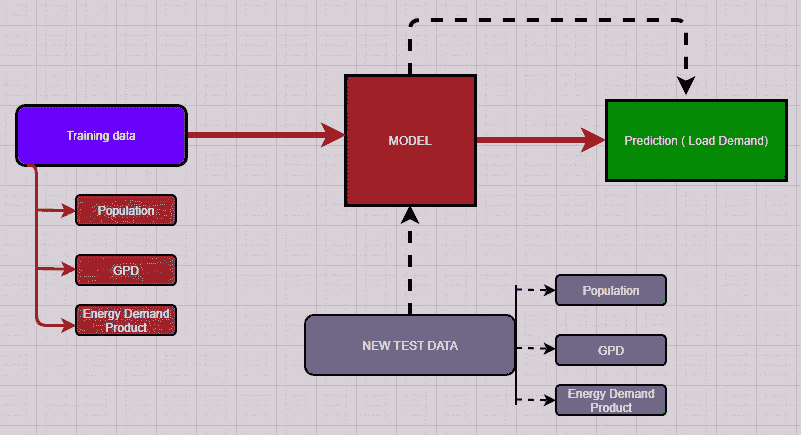 Training data
MODEL
Prediction ( Load Demand)
Population
GPD
Energy Demand
Product
NEW TEST DATA
Population
GPD
Energy Demand
Product